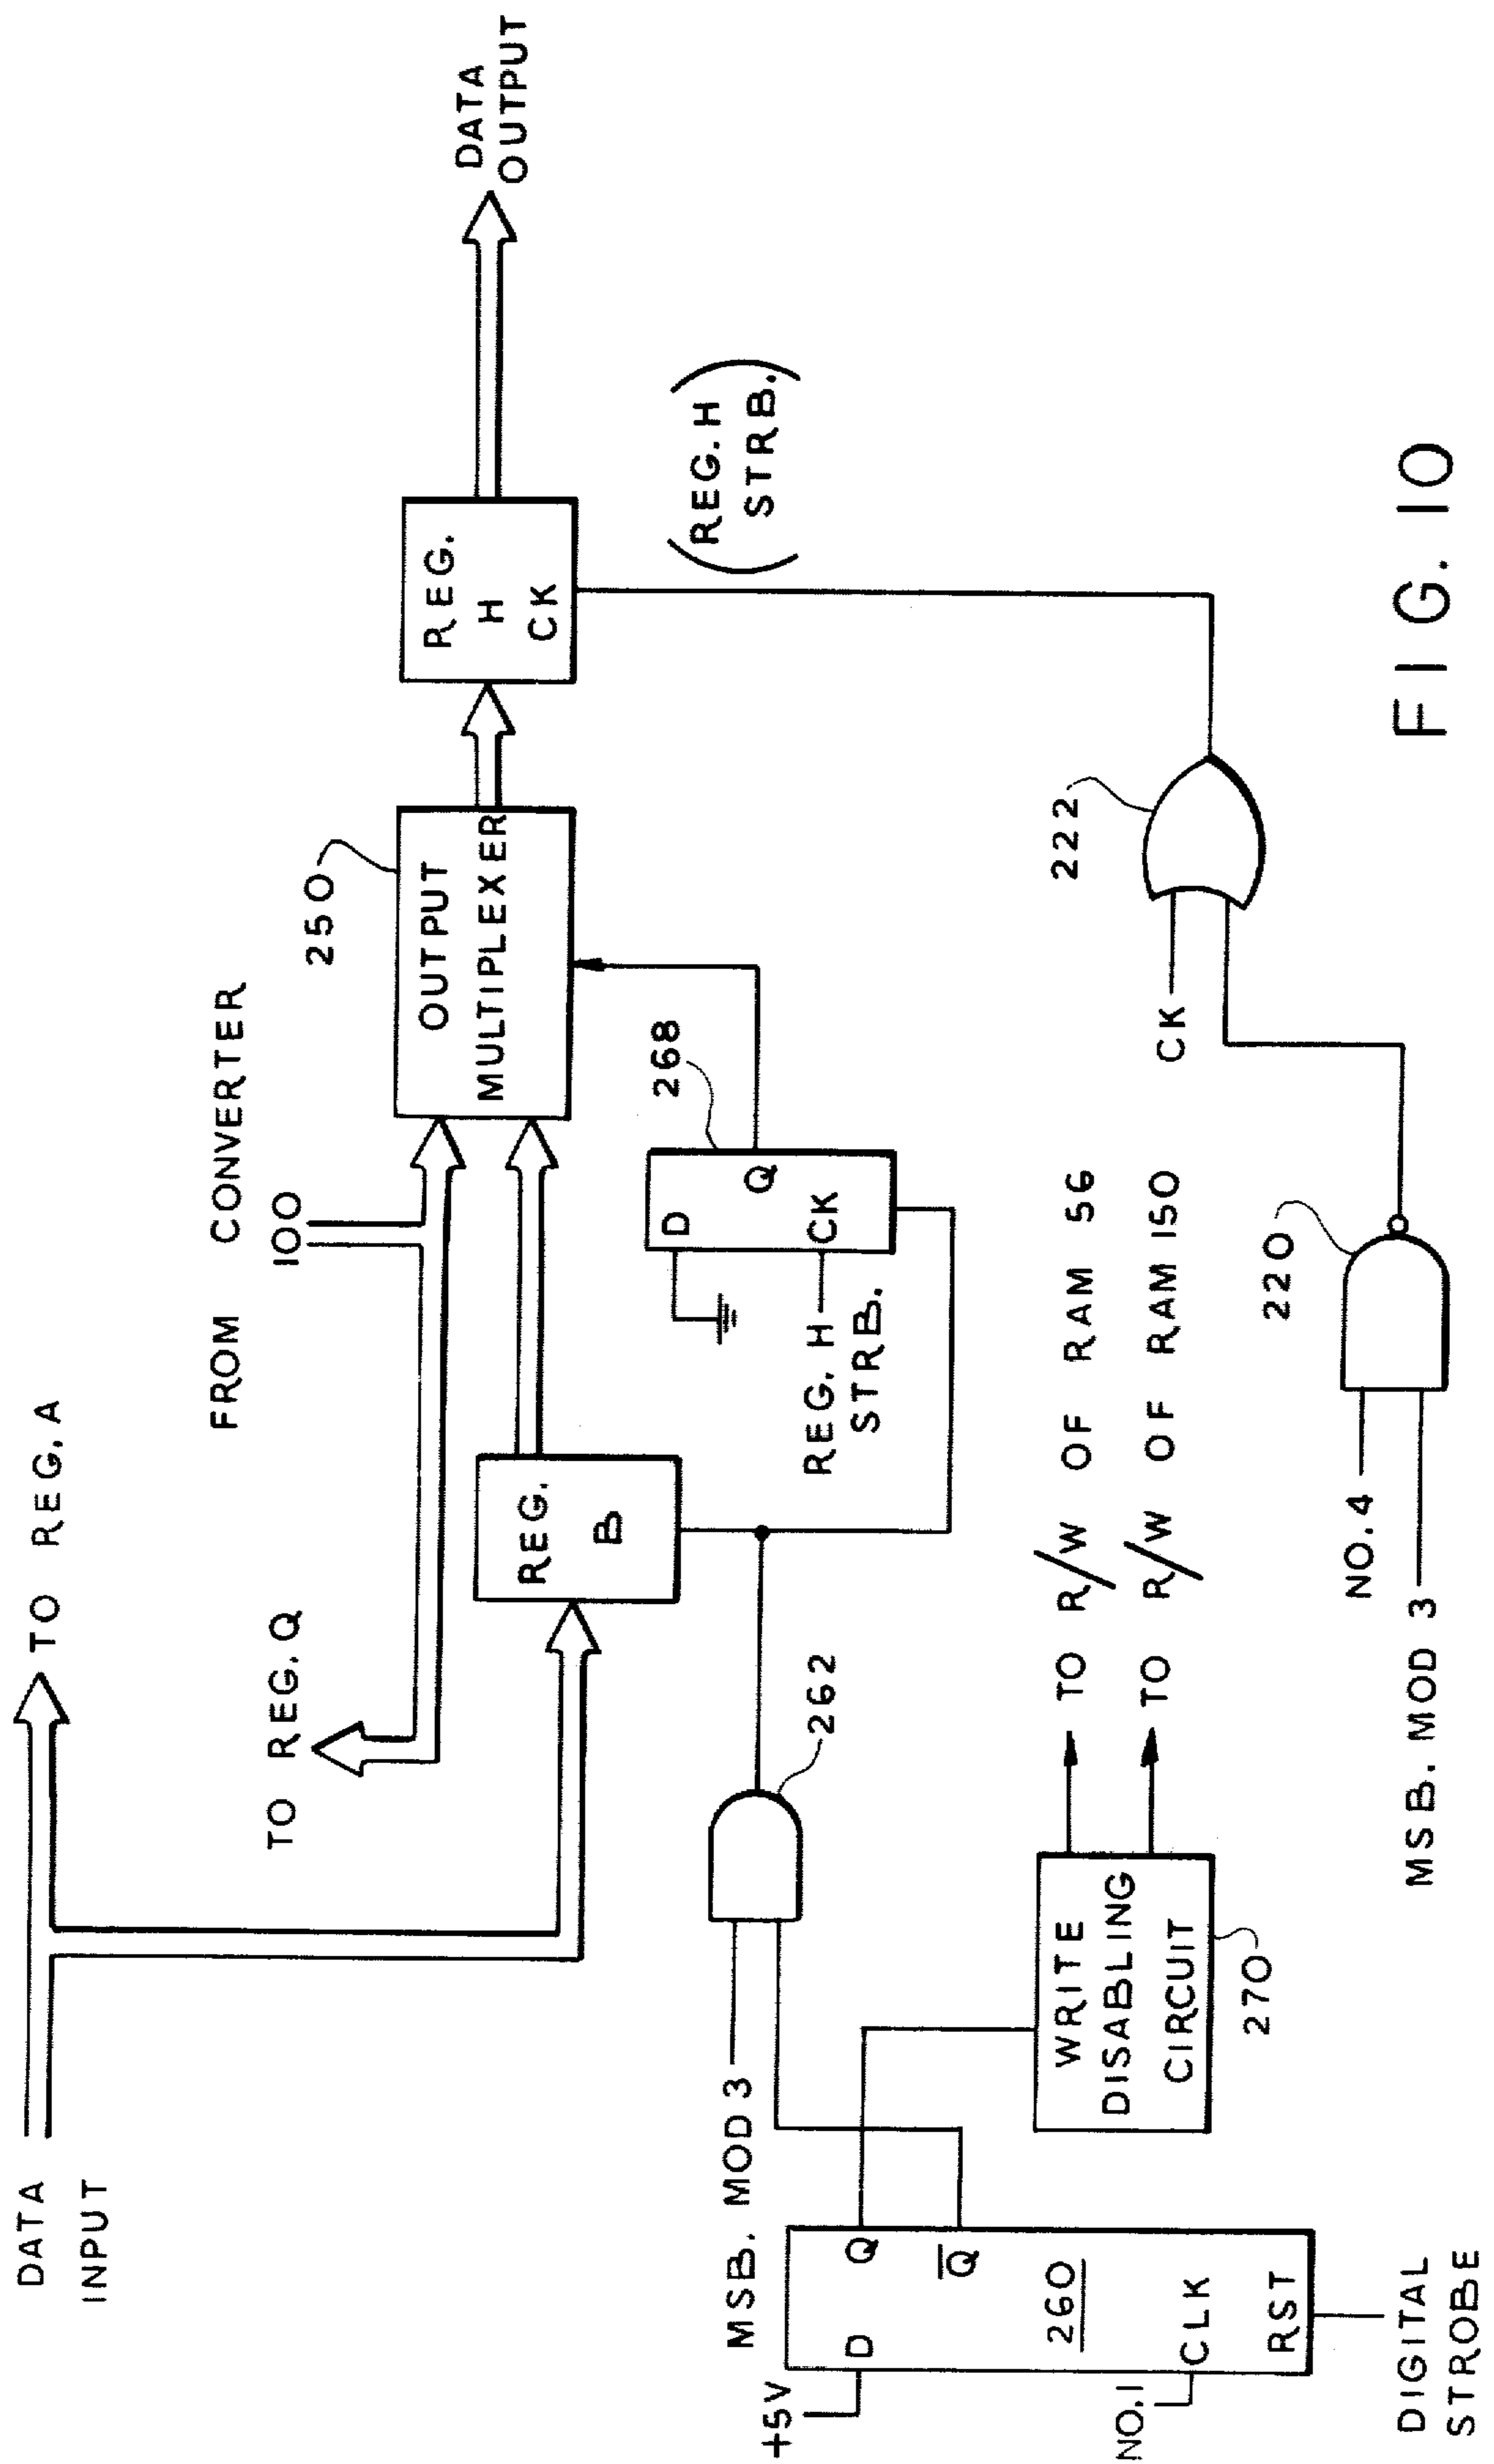 DATA
INPUT
TO REG. A
TO REG. Q
FROM CONVERTER
100
REG.
B
250
OUTPUT
MULTIPLEXER
REG.
H
CK
DATA
OUTPUT
(REG. H
STRB.)
268
D
Q
CK
REG. H
STRB.
MSB. MOD 3
262
+5V
D
Q
Q
260
NO. 1
CLK
RST
DIGITAL
STROBE
WRITE
DISABLING
CIRCUIT
270
TO R/W OF RAM 56
TO R/W OF RAM 150
NO. 4
MSB. MOD 3
220
CK
222
FIG. 10